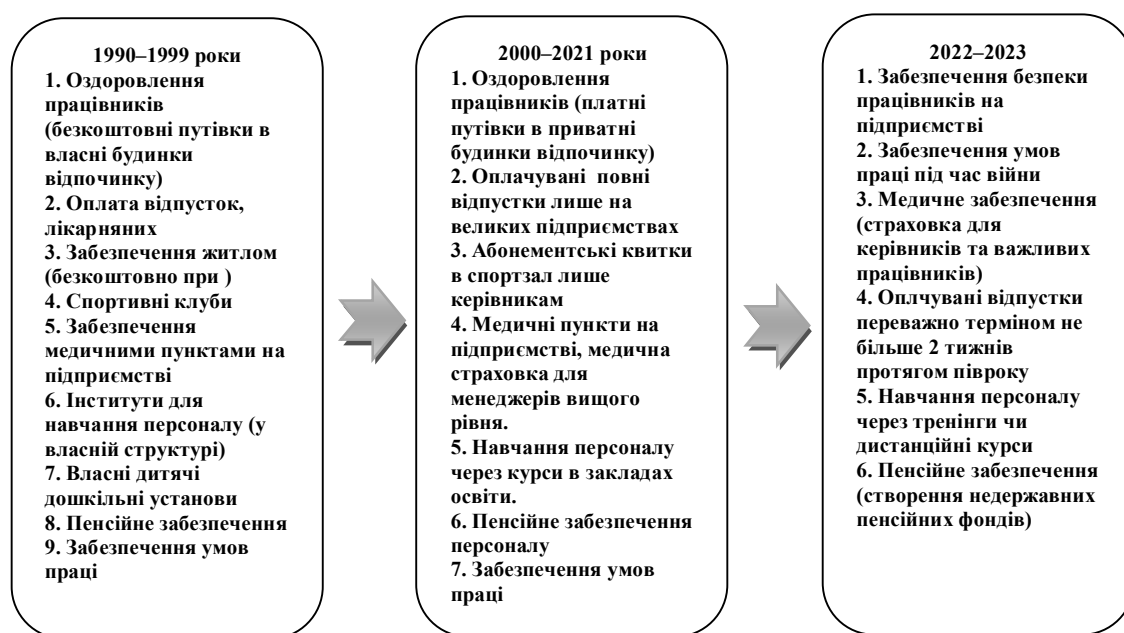 1990–1999 роки
1. Оздоровлення
працівників
(безкоштовні путівки в
власні будинки
відпочинку)
2. Оплата відпусток,
лікарняних
3. Забезпечення житлом
(безкоштовно при )
4. Спортивні клуби
5. Забезпечення
медичними пунктами на
підприємстві
6. Інститути для
навчання персоналу (у
власній структурі)
7. Власні дитячі
дошкільні установи
8. Пенсійне забезпечення
9. Забезпечення умов
праці
2000–2021 роки
1. Оздоровлення
працівників (платні
путівки в приватні
будинки відпочинку)
2. Оплачувані повні
відпустки лише на
великих підприємствах
3. Абонементські квитки
в спортзал лише
керівникам
4. Медичні пункти на
підприємстві, медична
страховка для
менеджерів вищого
рівня.
5. Навчання персоналу
через курси в закладах
освіти.
6. Пенсійне забезпечення
персоналу
7. Забезпечення умов
праці
2022–2023
1. Забезпечення безпеки
працівників на
підприємстві
2. Забезпечення умов
праці під час війни
3. Медичне забезпечення
(страховка для
керівників та важливих
працівників)
4. Оплчувані відпустки
переважно терміном не
більше 2 тижнів
протягом півроку
5. Навчання персоналу
через тренінги чи
дистанційні курси
6. Пенсійне забезпечення
(створення недержавних
пенсійних фондів)